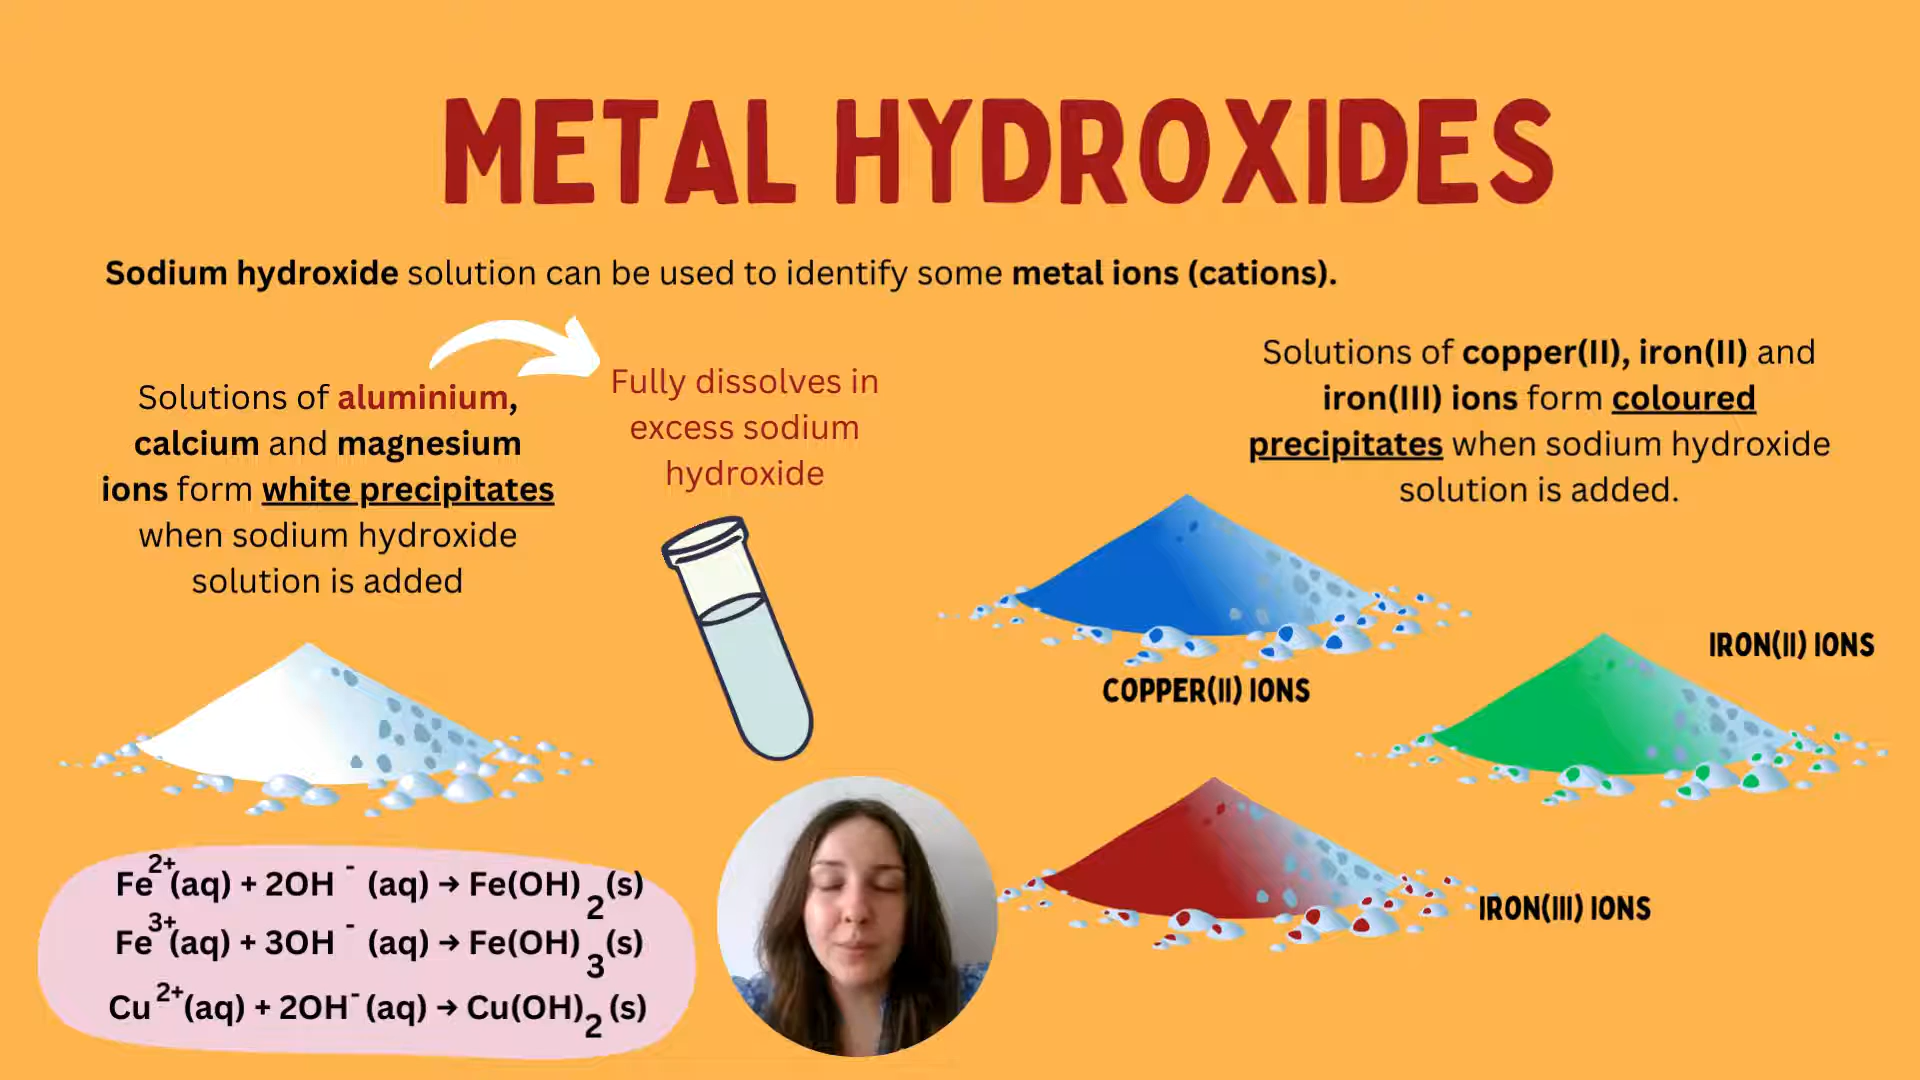 METAL HYDROXIDES
Sodium hydroxide solution can be used to identify some metal ions (cations).
Solutions of aluminium,
calcium and magnesium
ions form white precipitates
when sodium hydroxide
solution is added
Fully dissolves in
excess sodium
hydroxide
Solutions of copper(II), iron(II) and
iron(III) ions form coloured
precipitates when sodium hydroxide
solution is added.
COPPER(II) IONS
IRON(II) IONS
IRON(III) IONS
Fe²⁺(aq) + 2OH⁻ (aq) → Fe(OH)₂(s)
Fe³⁺(aq) + 3OH⁻ (aq) → Fe(OH)₃(s)
Cu²⁺(aq) + 2OH⁻ (aq) → Cu(OH)₂ (s)